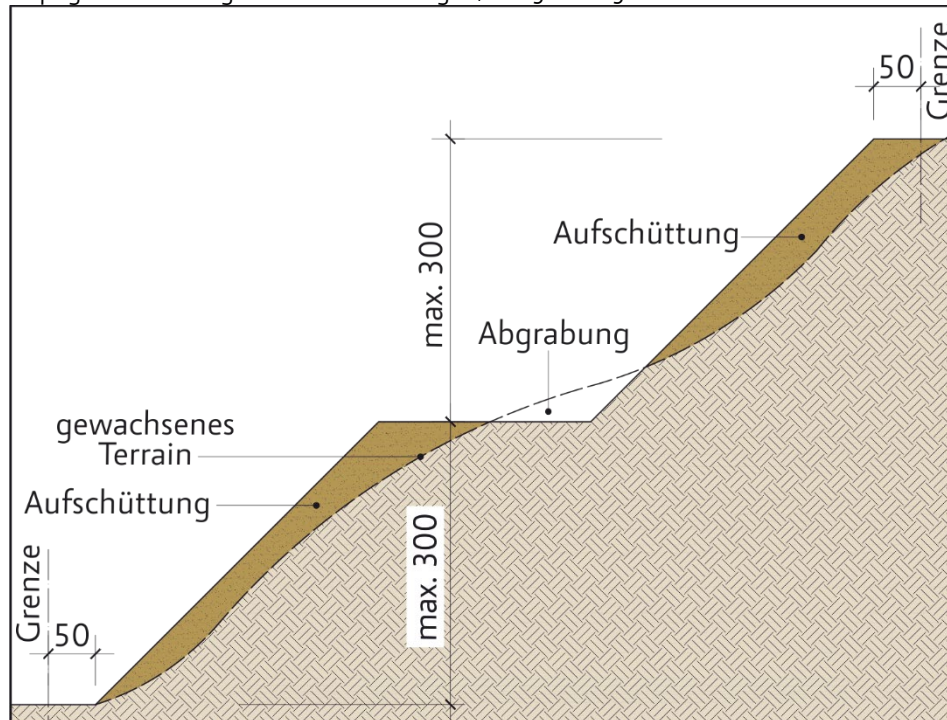 50
Grenze
max. 300
Aufschüttung
Abgrabung
gewachsenes
Terrain
Aufschüttung
max. 300
Grenze
50